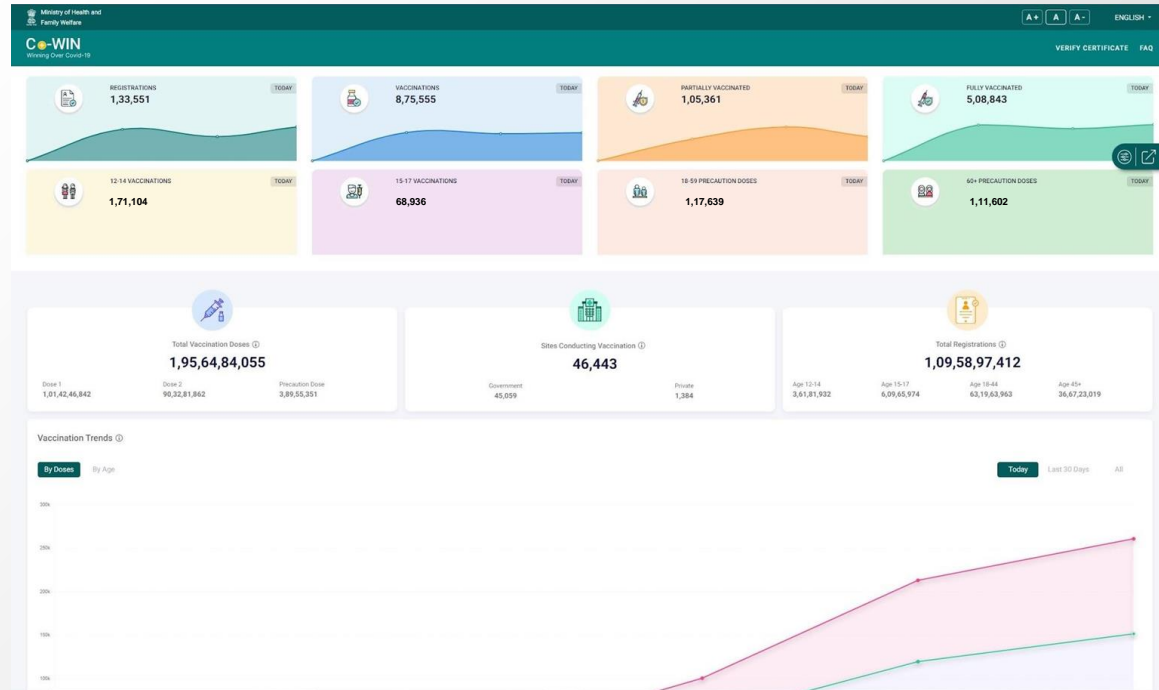 Ministry of Health and
Family Welfare
A+ A A-
ENGLISH
Co-WIN
Winning Over Covid-19
VERIFY CERTIFICATE FAQ
REGISTRATIONS TODAY
1,33,551
VACCINATIONS TODAY
8,75,555
PARTIALLY VACCINATED TODAY
1,05,361
FULLY VACCINATED TODAY
5,08,843
12-14 VACCINATIONS TODAY
1,71,104
15-17 VACCINATIONS TODAY
68,936
18-59 PRECAUTION DOSES TODAY
1,17,639
60+ PRECAUTION DOSES TODAY
1,11,602
Total Vaccination Doses
1,95,64,84,055
Dose 1 Dose 2 Precaution Dose
1,01,42,46,842 90,32,81,862 3,89,55,351
Sites Conducting Vaccination
46,443
Government Private
45,059 1,384
Total Registrations
1,09,58,97,412
Age 12-14 Age 15-17 Age 18-44 Age 45+
3,61,81,932 6,09,65,974 63,19,63,963 36,67,23,019
Vaccination Trends
By Doses By Age
Today Last 30 Days All
300k
250k
200k
150k
100k